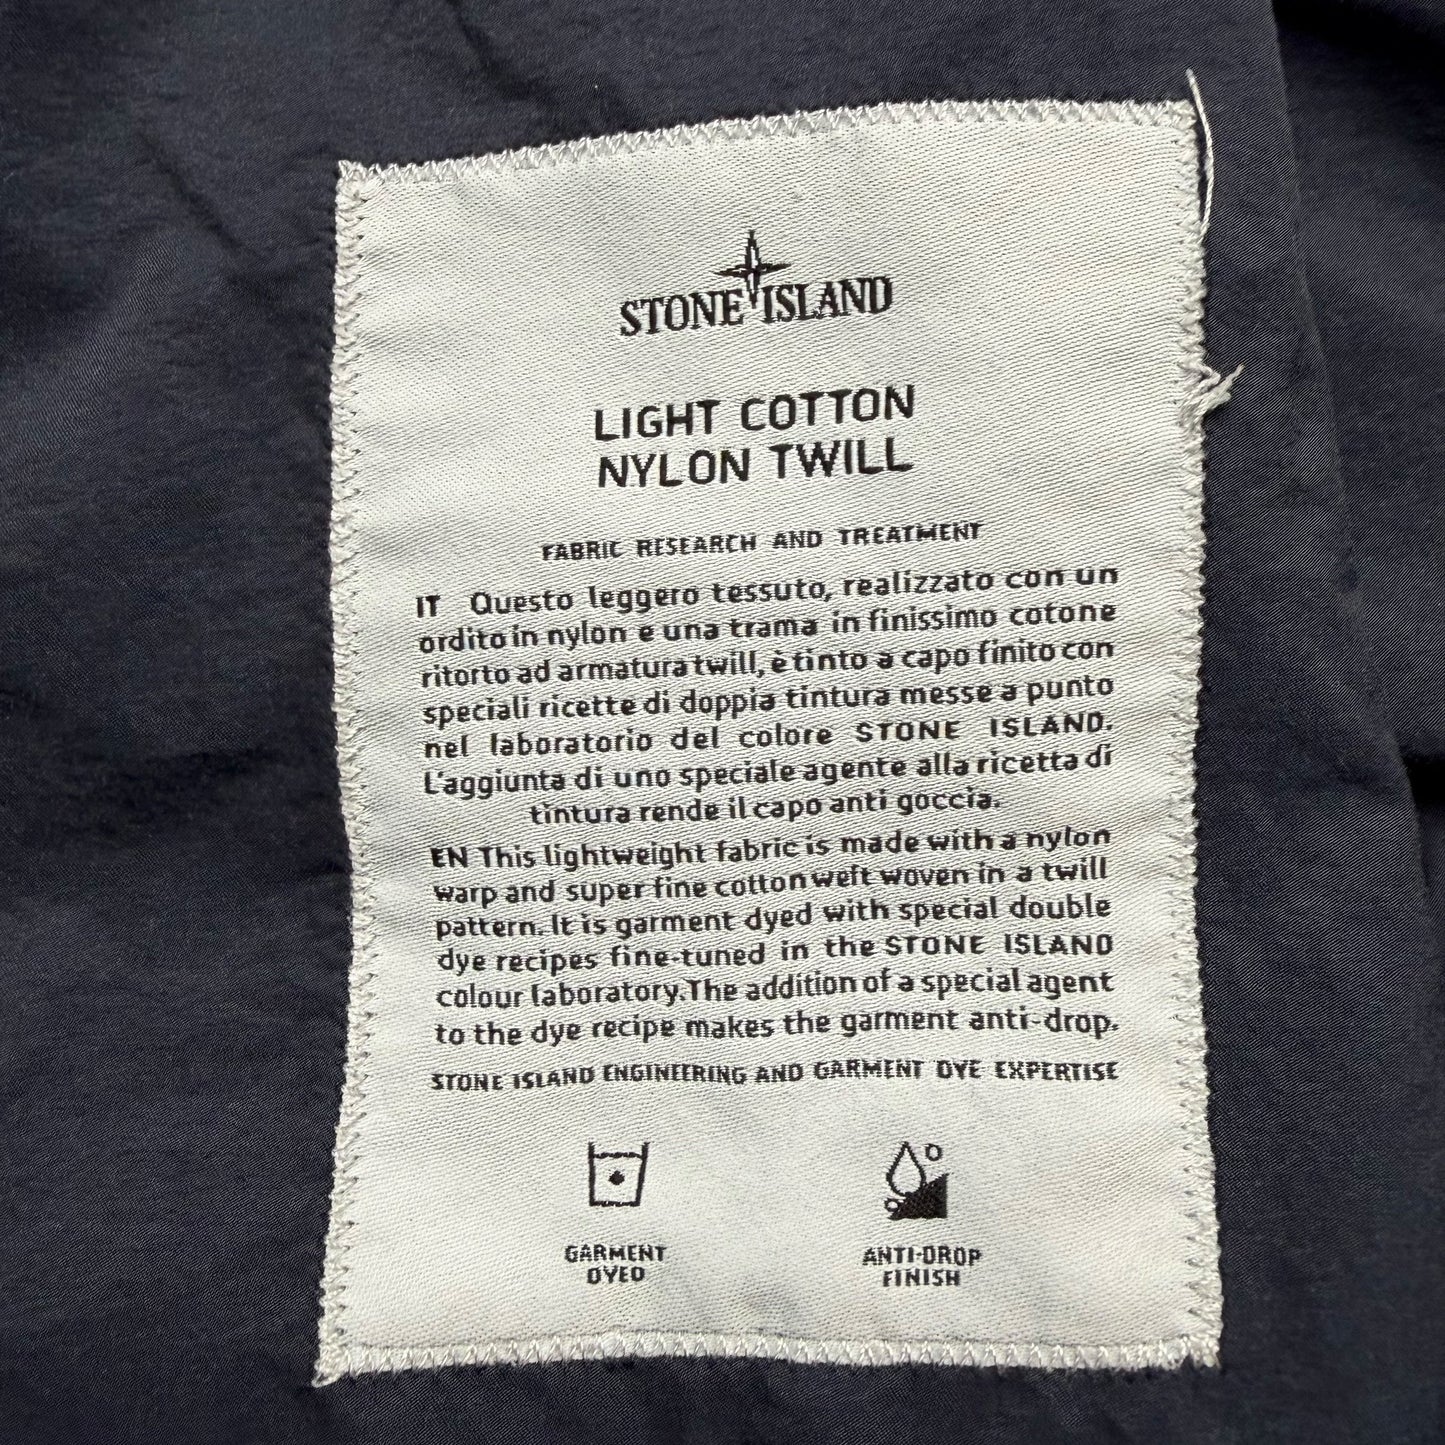 STONE ISLAND
LIGHT COTTON
NYLON TWILL
FABRIC RESEARCH AND TREATMENT
IT Questo leggero tessuto, realizzato con un
ordito in nylon e una trama in finissimo cotone
ritorto ad armatura twill, è tinto a capo finito con
speciali ricette di doppia tintura messe a punto
nel laboratorio del colore STONE ISLAND.
L'aggiunta di uno speciale agente alla ricetta di
tintura rende il capo anti goccia.
EN This lightweight fabric is made with a nylon
warp and super fine cotton weft woven in a twill
pattern. It is garment dyed with special double
dye recipes fine-tuned in the STONE ISLAND
colour laboratory. The addition of a special agent
to the dye recipe makes the garment anti-drop.
STONE ISLAND ENGINEERING AND GARMENT DYE EXPERTISE
GARMENT
DYED
ANTI-DROP
FINISH